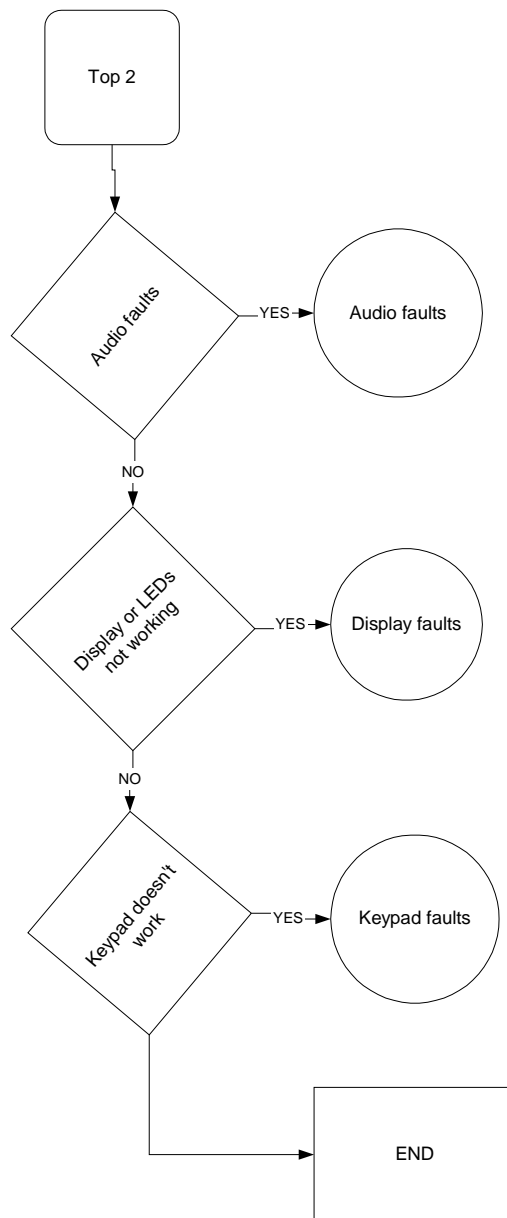 Top 2
Audio faults
YES
Audio faults
NO
Display or LEDs
not working
YES
Display faults
NO
Keypad doesn't
work
YES
Keypad faults
END